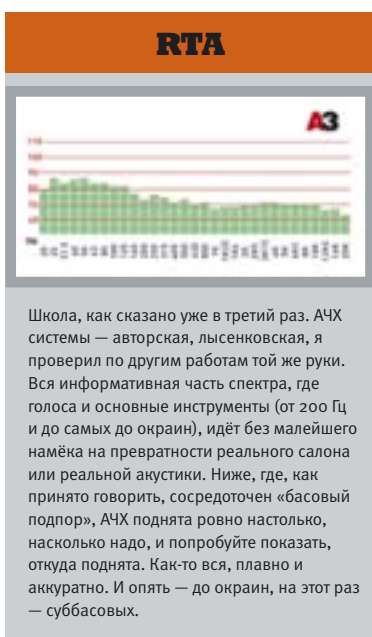 RTA
A3
Школа, как сказано уже в третий раз. АЧХ
системы — авторская, лысенковская, я
проверил по другим работам той же руки.
Вся информативная часть спектра, где
голоса и основные инструменты (от 200 Гц
и до самых до окраин), идёт без малейшего
намёка на превратности реального салона
или реальной акустики. Ниже, где, как
принято говорить, сосредоточен «басовый
подпор», АЧХ поднята ровно настолько,
насколько надо, и попробуйте показать,
откуда поднята. Как-то вся, плавно и
аккуратно. И опять — до окраин, на этот раз
— суббасовых.